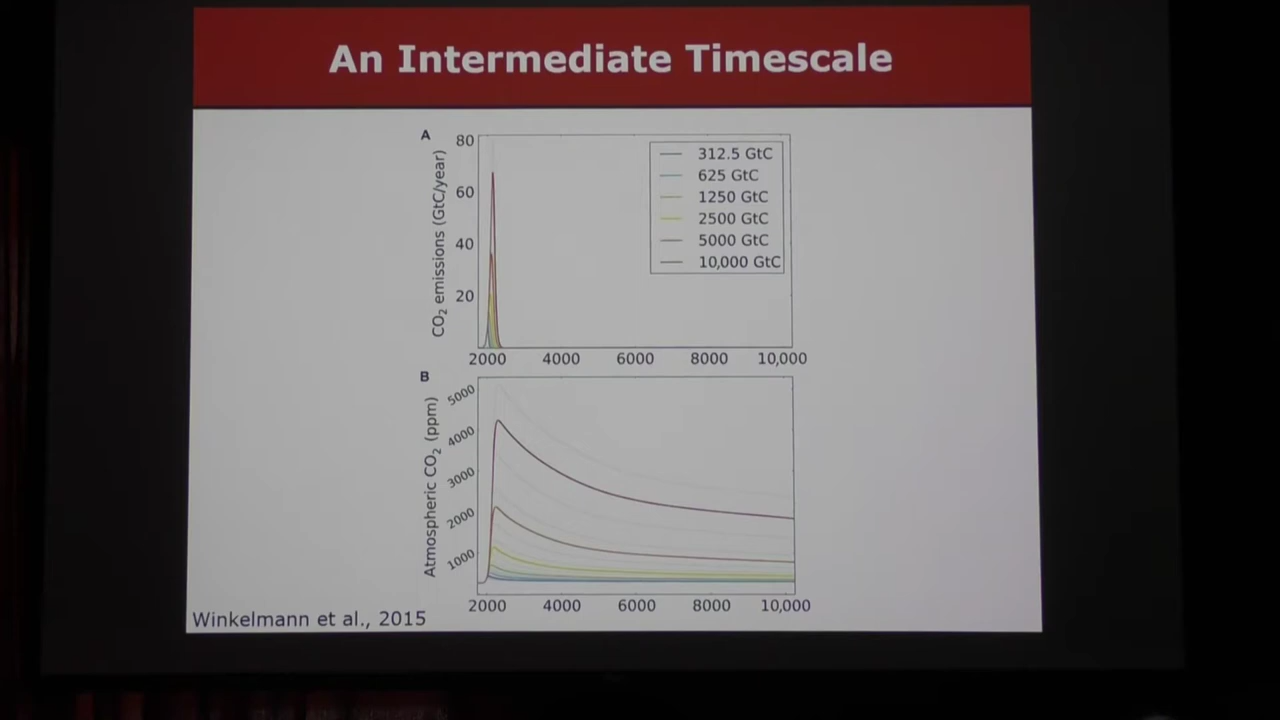 An Intermediate Timescale
A
CO2 emissions (GtC/year)
80
60
40
20
312.5 GtC
625 GtC
1250 GtC
2500 GtC
5000 GtC
10,000 GtC
2000 4000 6000 8000 10,000
B
Atmospheric CO2 (ppm)
5000
4000
3000
2000
1000
2000 4000 6000 8000 10,000
Winkelmann et al., 2015